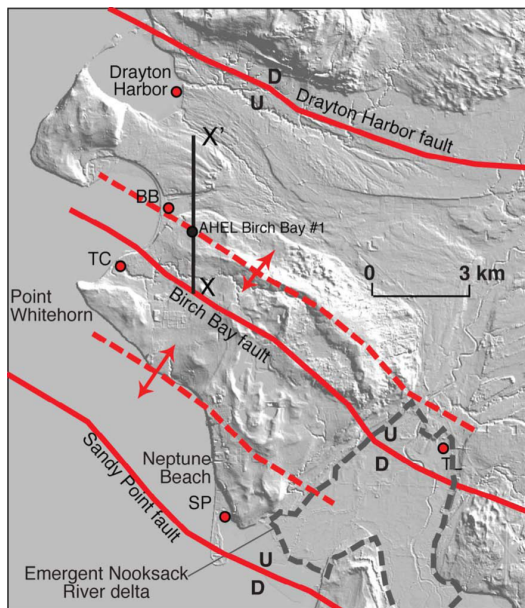 Drayton
Harbor
D
U
Drayton Harbor fault
X'
BB
AHEL Birch Bay #1
TC
0 3 km
X
Point
Whitehorn
Birch Bay fault
Neptune
Beach
U
D
TL
SP
Sandy Point fault
Emergent Nooksack
River delta
U
D